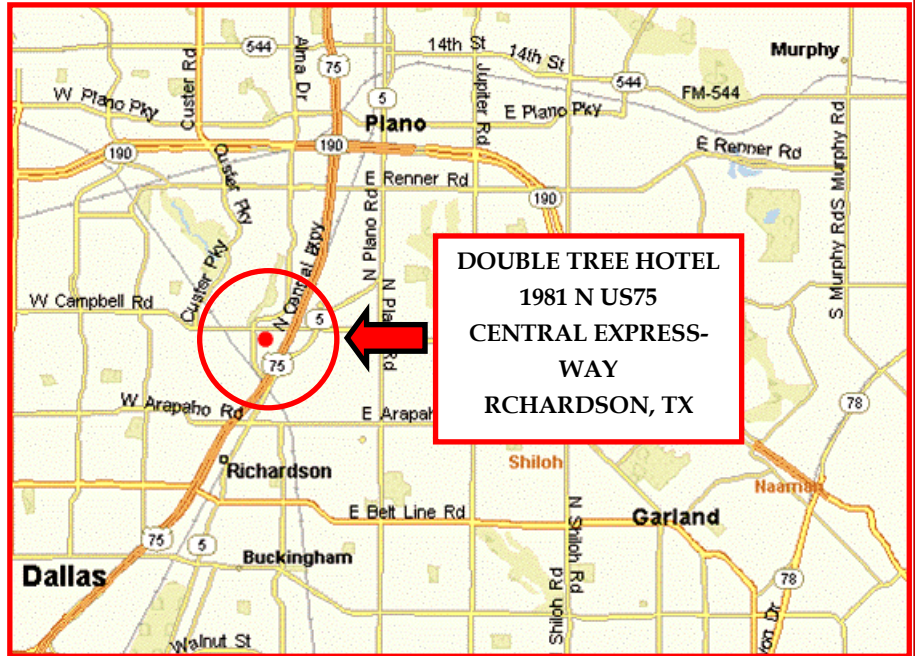 544
Alma Dr
75
14th St
14th St
Murphy
Custer Rd
Jupiter Rd
544
FM-544
W Plano Pky
5
E Plano Pky
Plano
190
190
E Renner Rd
S Murphy Rd
Custer Pky
E Renner Rd
190
N Plano Rd
N Central Expy
Custer Pky
W Campbell Rd
5
N Pla
Rd
S Murphy Rd
DOUBLE TREE HOTEL
1981 N US75
CENTRAL EXPRESS-
WAY
RCHARDSON, TX
75
W Arapaho Rd
E Arapah
78
Richardson
Shiloh
Naaman
E Belt Line Rd
N Shiloh Rd
Garland
75
5
Buckingham
Dallas
78
Shiloh Rd
Walnut St
on Dr